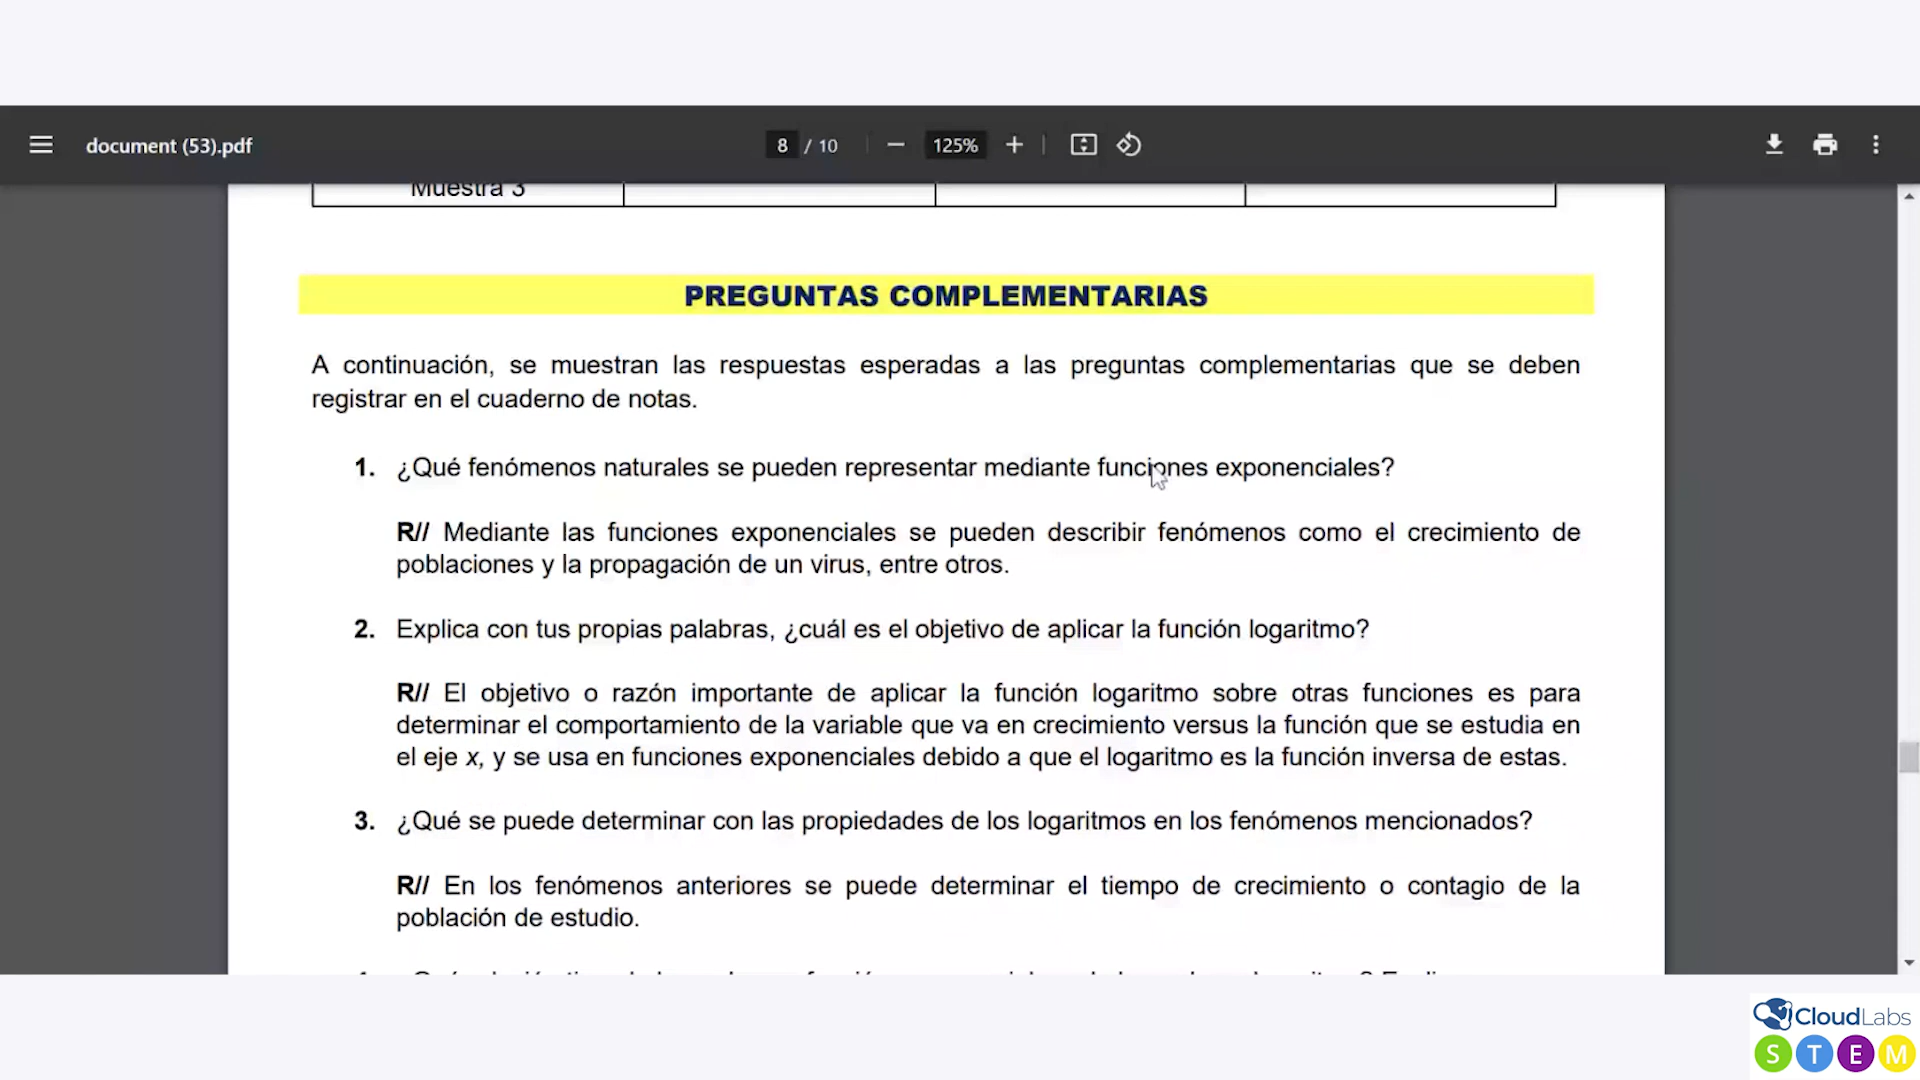 document (53).pdf
8 / 10
125%
Muestra 3
PREGUNTAS COMPLEMENTARIAS
A continuación, se muestran las respuestas esperadas a las preguntas complementarias que se deben
registrar en el cuaderno de notas.
1. ¿Qué fenómenos naturales se pueden representar mediante funciones exponenciales?
R// Mediante las funciones exponenciales se pueden describir fenómenos como el crecimiento de
poblaciones y la propagación de un virus, entre otros.
2. Explica con tus propias palabras, ¿cuál es el objetivo de aplicar la función logaritmo?
R// El objetivo o razón importante de aplicar la función logaritmo sobre otras funciones es para
determinar el comportamiento de la variable que va en crecimiento versus la función que se estudia en
el eje x, y se usa en funciones exponenciales debido a que el logaritmo es la función inversa de estas.
3. ¿Qué se puede determinar con las propiedades de los logaritmos en los fenómenos mencionados?
R// En los fenómenos anteriores se puede determinar el tiempo de crecimiento o contagio de la
población de estudio.
CloudLabs
STEM